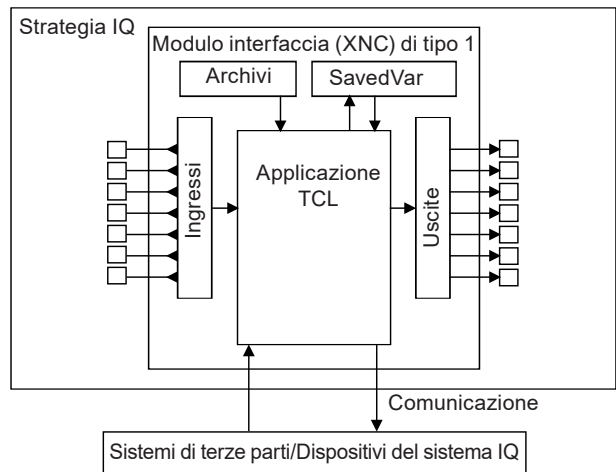 Strategia IQ
Modulo interfaccia (XNC) di tipo 1
Archivi
SavedVar
Ingressi
Applicazione
TCL
Uscite
Comunicazione
Sistemi di terze parti/Dispositivi del sistema IQ